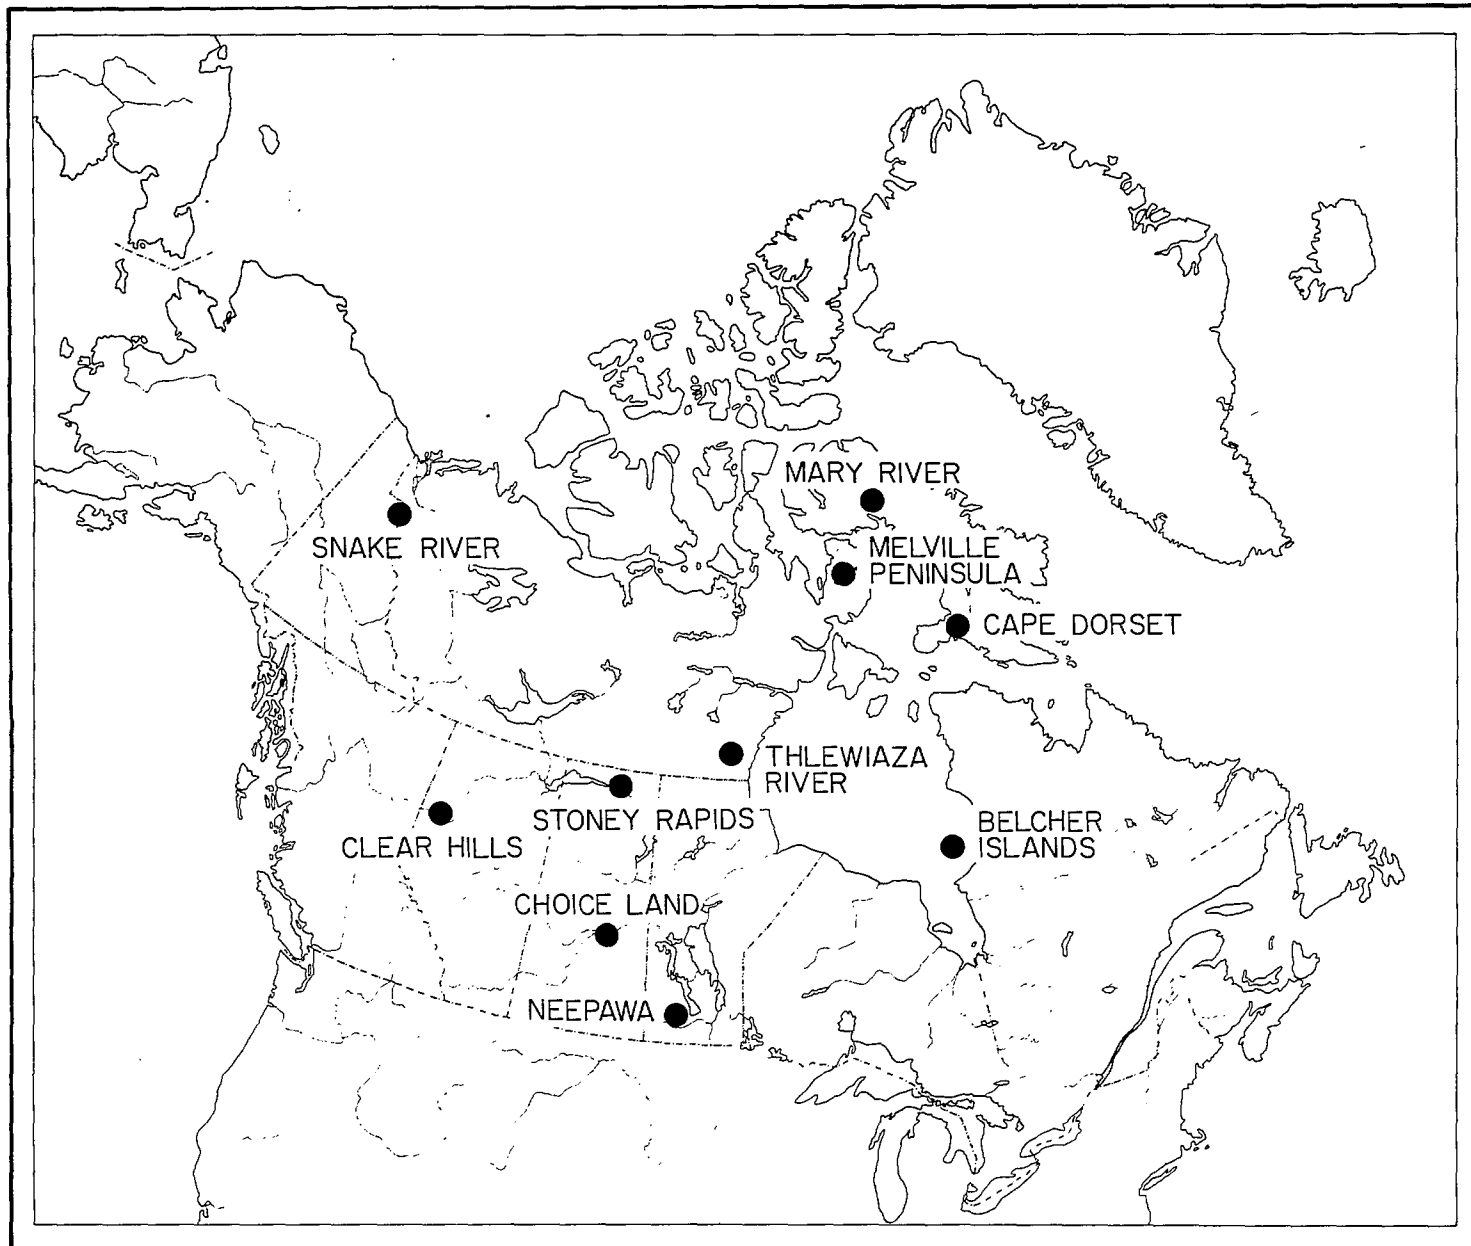 MARY RIVER
SNAKE RIVER
MELVILLE
PENINSULA
CAPE DORSET
THLEWIAZA
RIVER
STONEY RAPIDS
CLEAR HILLS
BELCHER
ISLANDS
CHOICE LAND
NEEPAWA